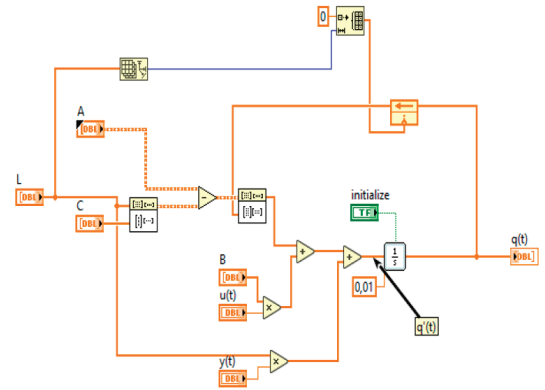 0
A
[DBL]
L
[DBL]
C
[DBL]
−
i
initialize
TF
B
[DBL]
u(t)
DBL
×
+
+
1
s
0,01
q(t)
[DBL]
q'(t)
y(t)
DBL
×